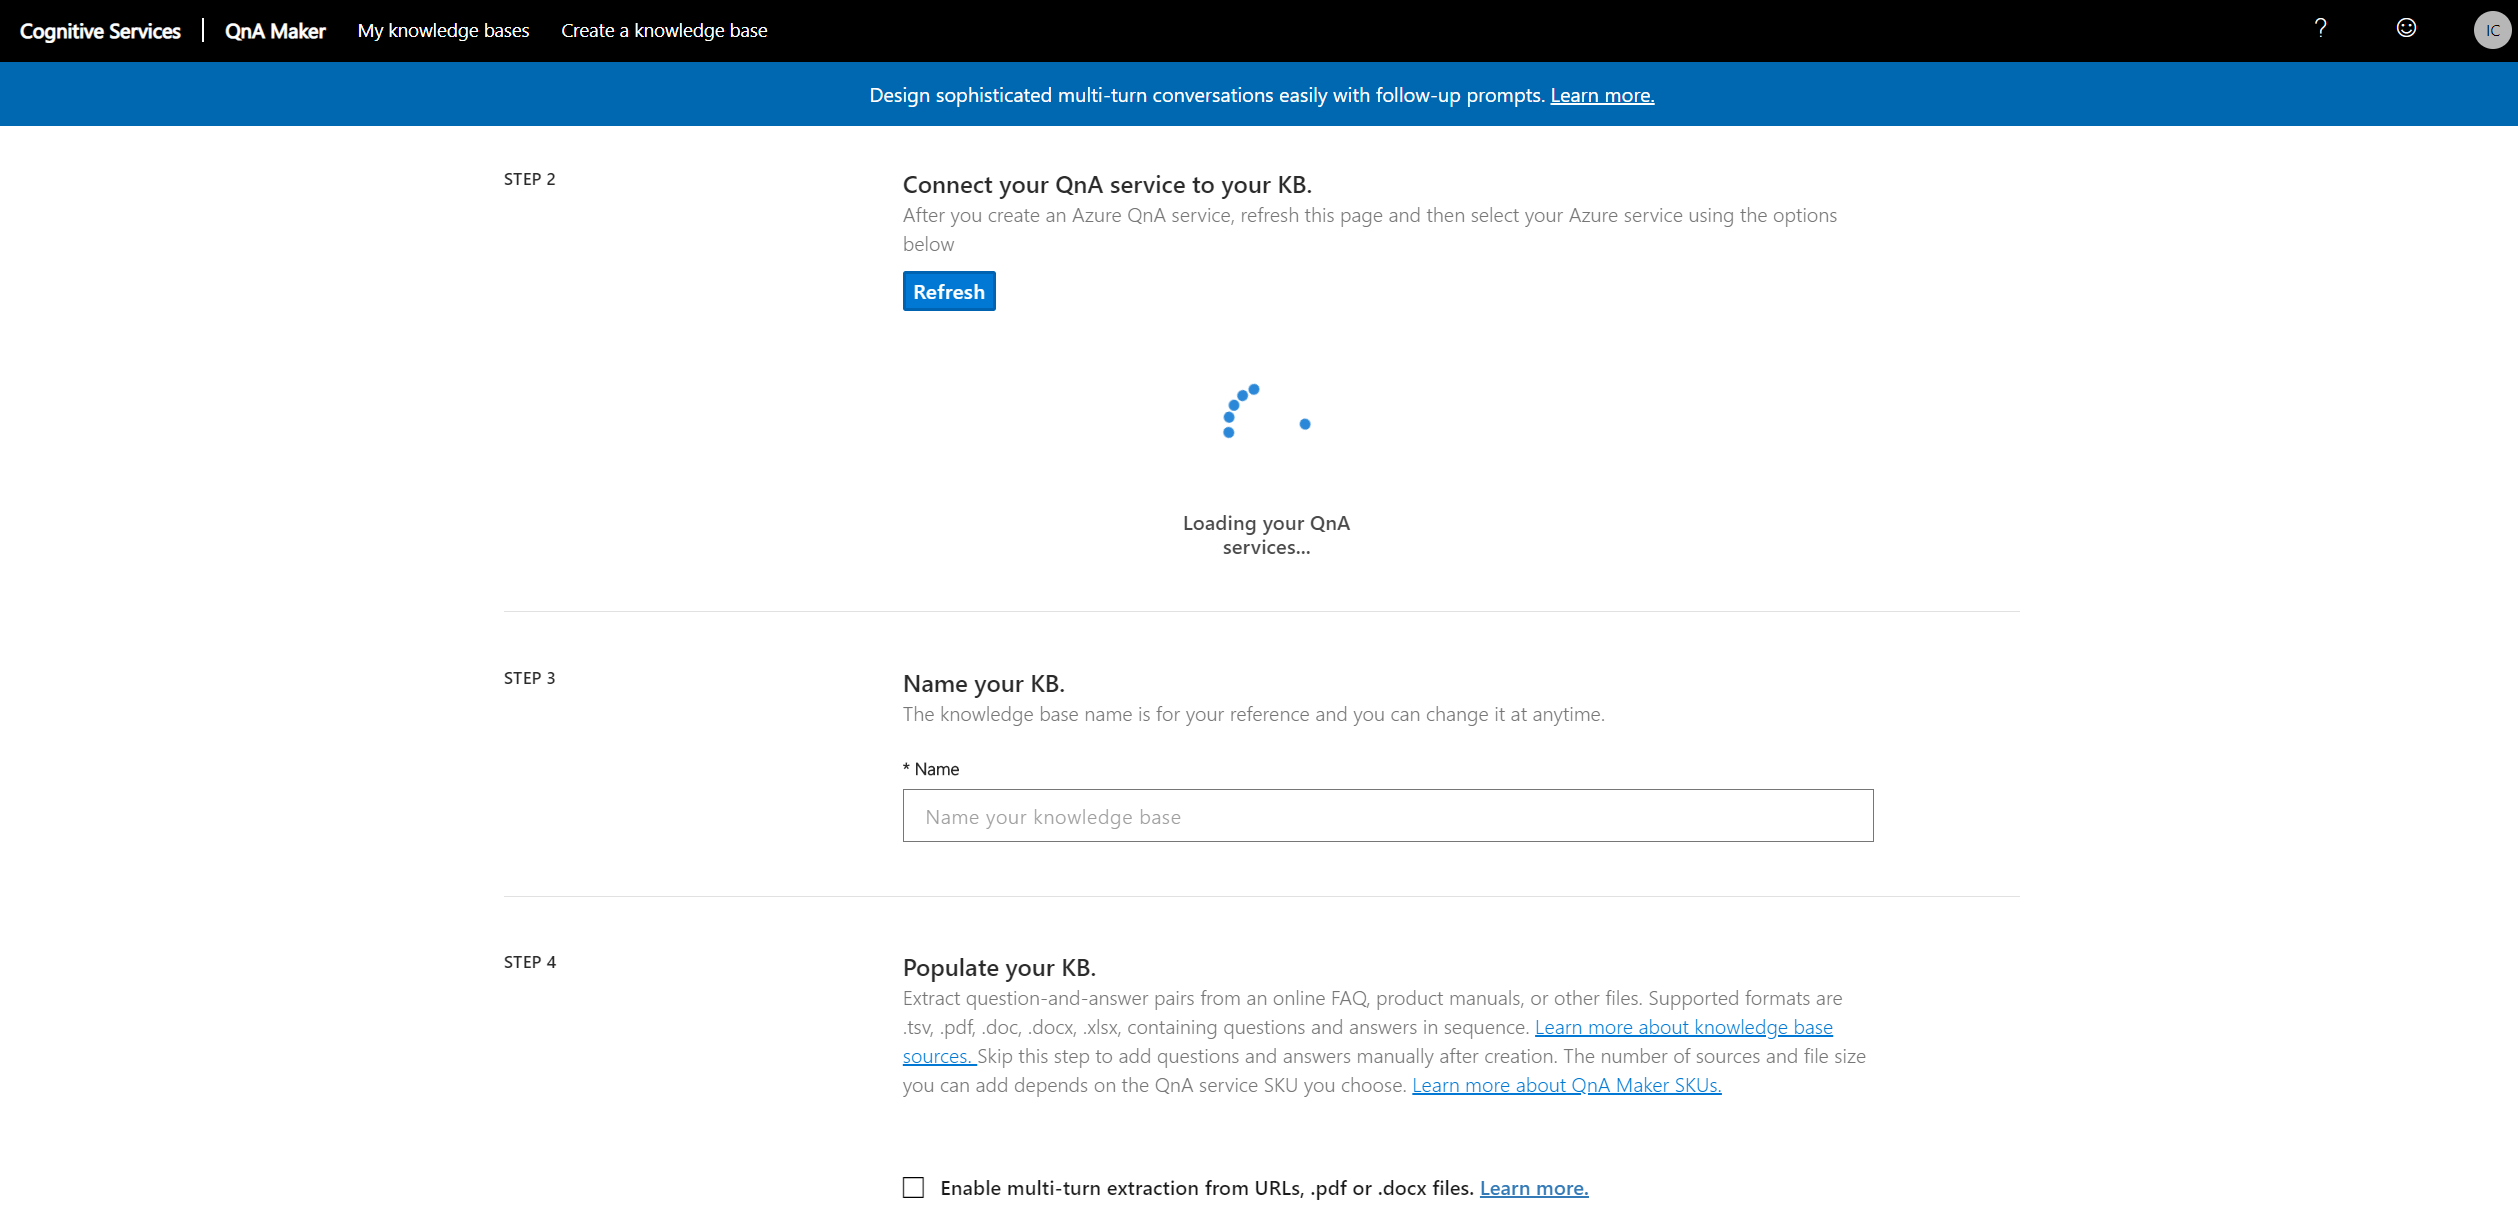 Cognitive Services | QnA Maker My knowledge bases Create a knowledge base ? IC
Design sophisticated multi-turn conversations easily with follow-up prompts. Learn more.
STEP 2
Connect your QnA service to your KB.
After you create an Azure QnA service, refresh this page and then select your Azure service using the options
below
Refresh
Loading your QnA
services...
STEP 3
Name your KB.
The knowledge base name is for your reference and you can change it at anytime.
* Name
Name your knowledge base
STEP 4
Populate your KB.
Extract question-and-answer pairs from an online FAQ, product manuals, or other files. Supported formats are
.tsv, .pdf, .doc, .docx, .xlsx, containing questions and answers in sequence. Learn more about knowledge base
sources. Skip this step to add questions and answers manually after creation. The number of sources and file size
you can add depends on the QnA service SKU you choose. Learn more about QnA Maker SKUs.
Enable multi-turn extraction from URLs, .pdf or .docx files. Learn more.